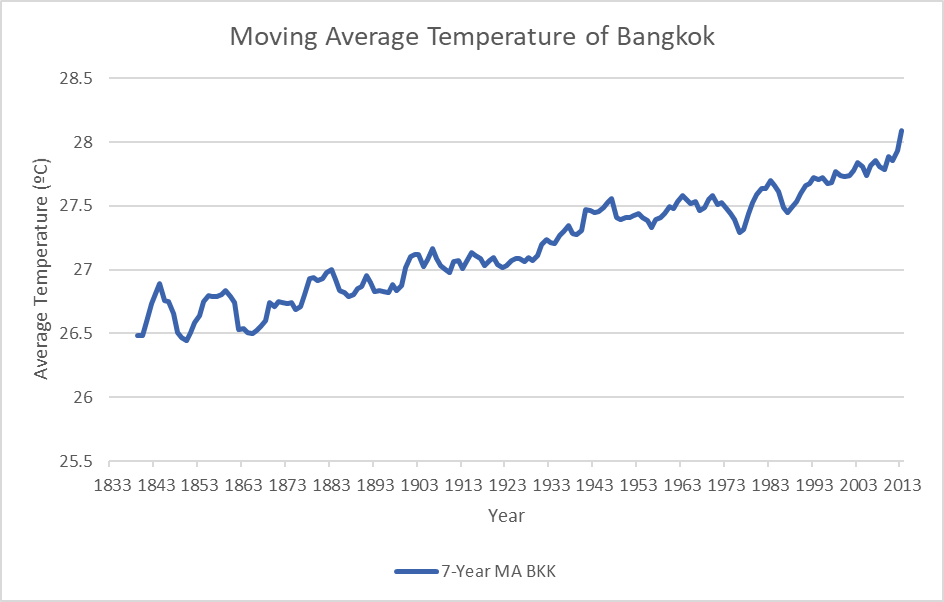 Moving Average Temperature of Bangkok
28.5
28
27.5
27
26.5
26
25.5
Average Temperature (ºC)
1833 1843 1853 1863 1873 1883 1893 1903 1913 1923 1933 1943 1953 1963 1973 1983 1993 2003 2013
Year
7-Year MA BKK